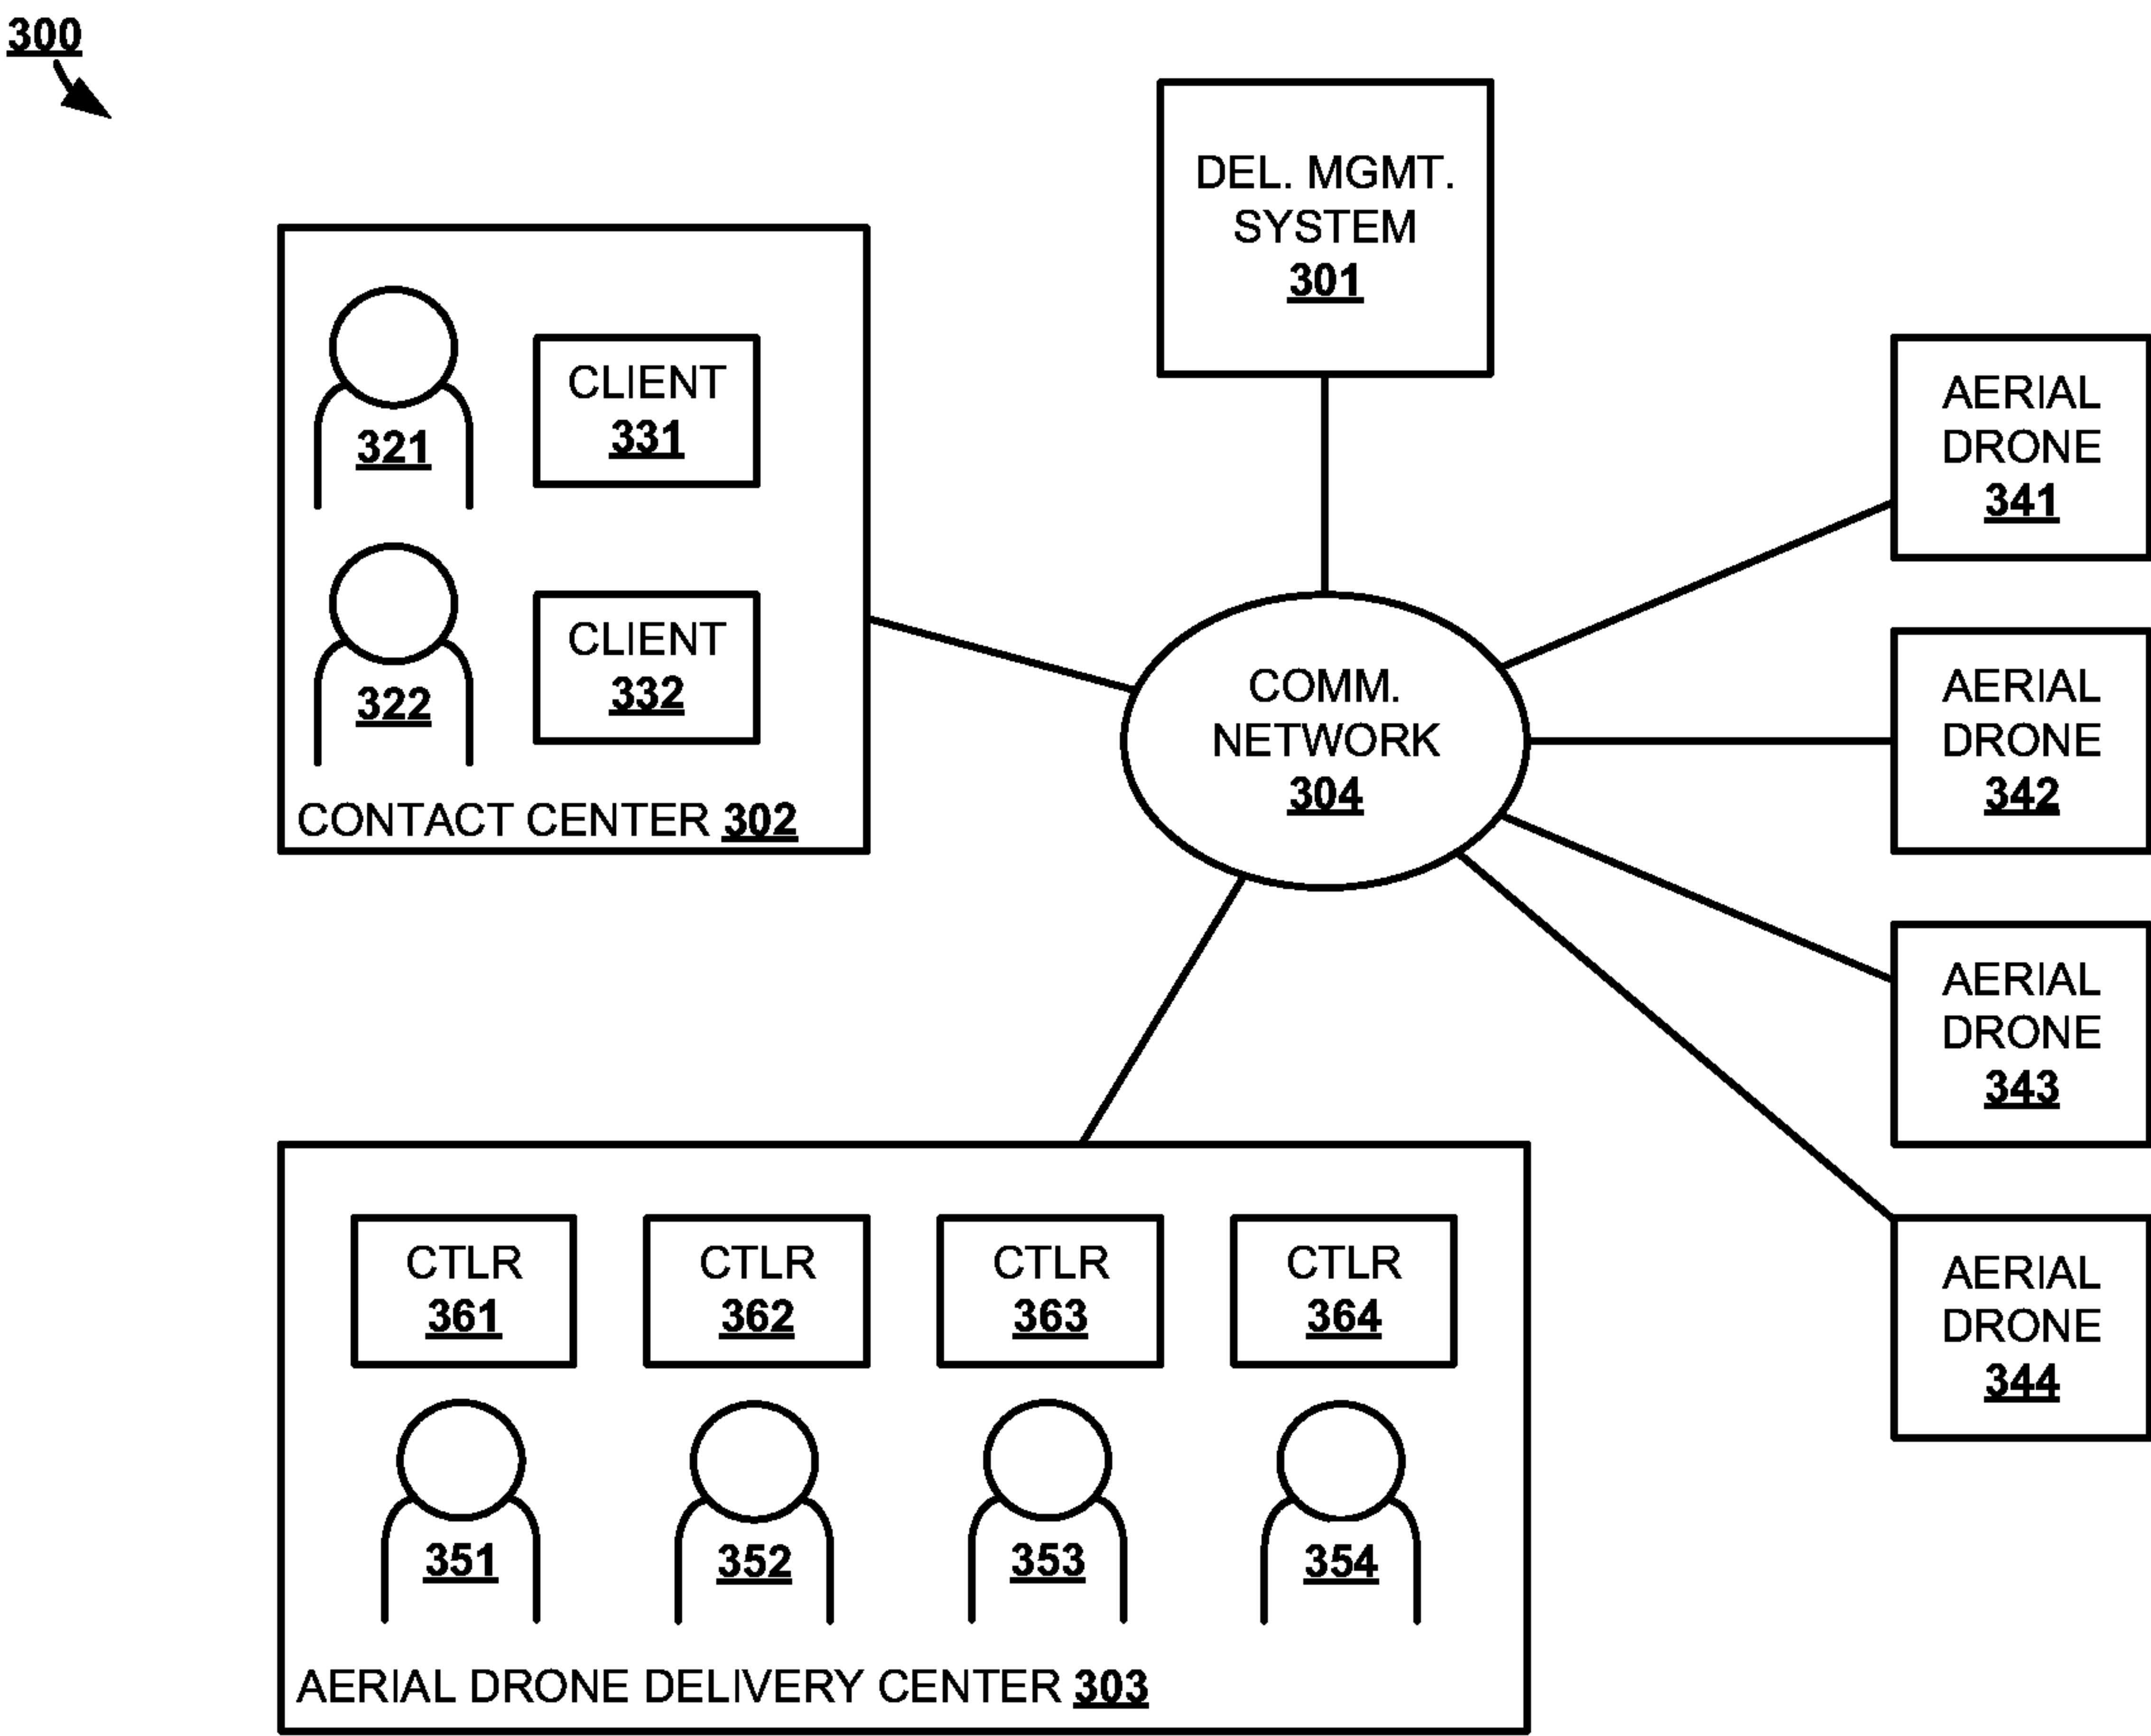 300
DEL. MGMT.
SYSTEM
301
CLIENT
331
321
CLIENT
332
322
CONTACT CENTER 302
COMM.
NETWORK
304
AERIAL
DRONE
341
AERIAL
DRONE
342
AERIAL
DRONE
343
AERIAL
DRONE
344
CTLR
361
CTLR
362
CTLR
363
CTLR
364
351
352
353
354
AERIAL DRONE DELIVERY CENTER 303